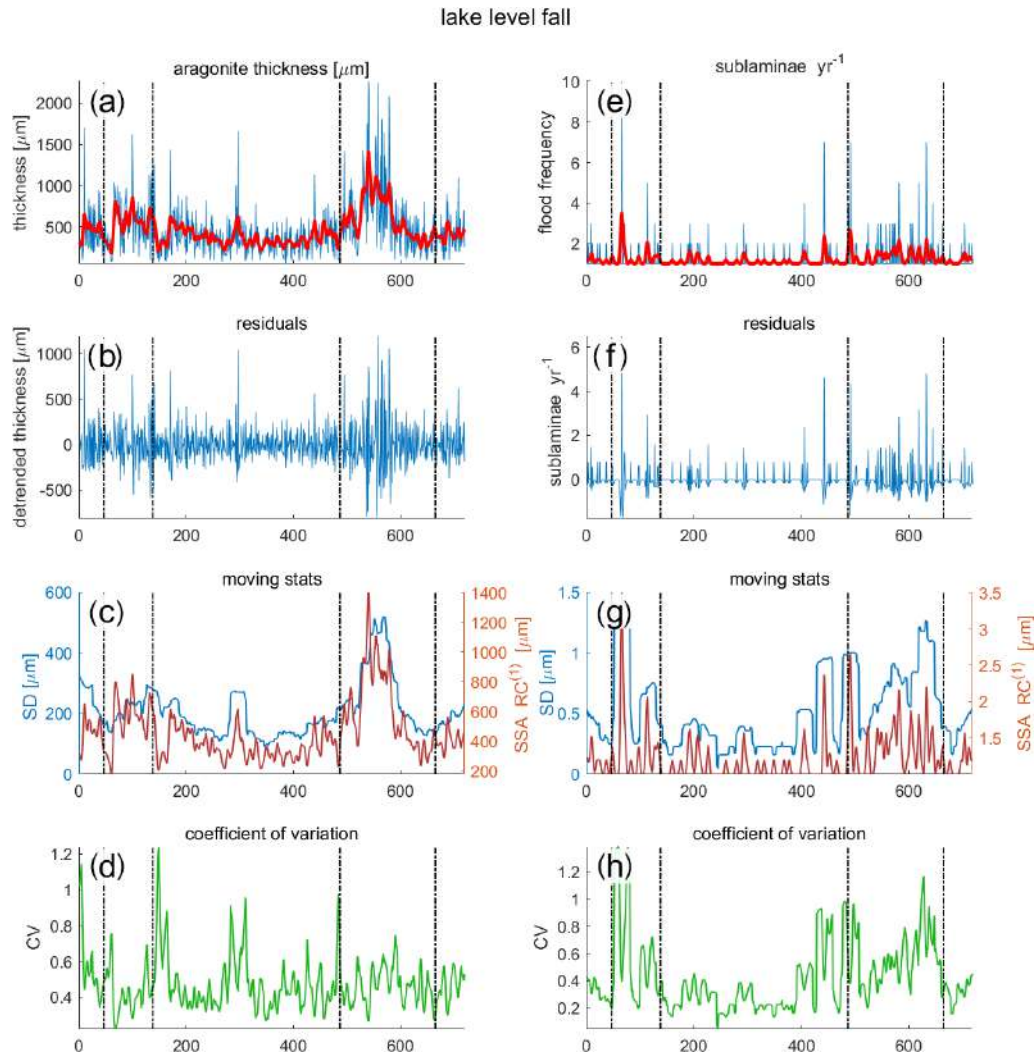 lake level fall
aragonite thickness [μm]
(a)
thickness [μm]
2000
1500
1000
500
0 200 400 600
sublaminae yr-1
(e)
flood frequency
10
8
6
4
2
0 200 400 600
residuals
(b)
detrended thickness [μm]
1000
500
0
-500
0 200 400 600
residuals
(f)
sublaminae yr-1
6
4
2
0
0 200 400 600
moving stats
(c)
SD [μm]
600
400
200
0
SSA RC(1) [μm]
1400
1200
1000
800
600
400
200
0 200 400 600
moving stats
(g)
SD [μm]
1.5
1
0.5
0
SSA RC(1) [μm]
3.5
3
2.5
2
1.5
0 200 400 600
coefficient of variation
(d)
CV
1.2
1
0.8
0.6
0.4
0 200 400 600
coefficient of variation
(h)
CV
1.2
1
0.8
0.6
0.4
0.2
0 200 400 600